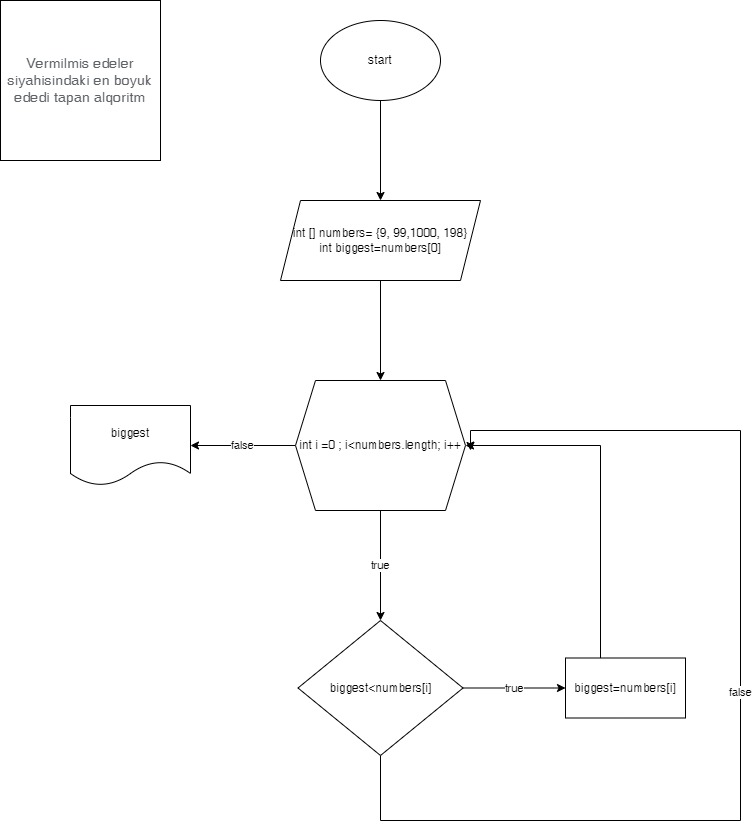 Vermilmis edeler
siyahisindaki en boyuk
ededi tapan alqoritm
start
int [] numbers= {9, 99,1000, 198}
int biggest=numbers[0]
biggest
false
int i =0 ; i<numbers.length; i++
true
biggest<numbers[i]
true
biggest=numbers[i]
false